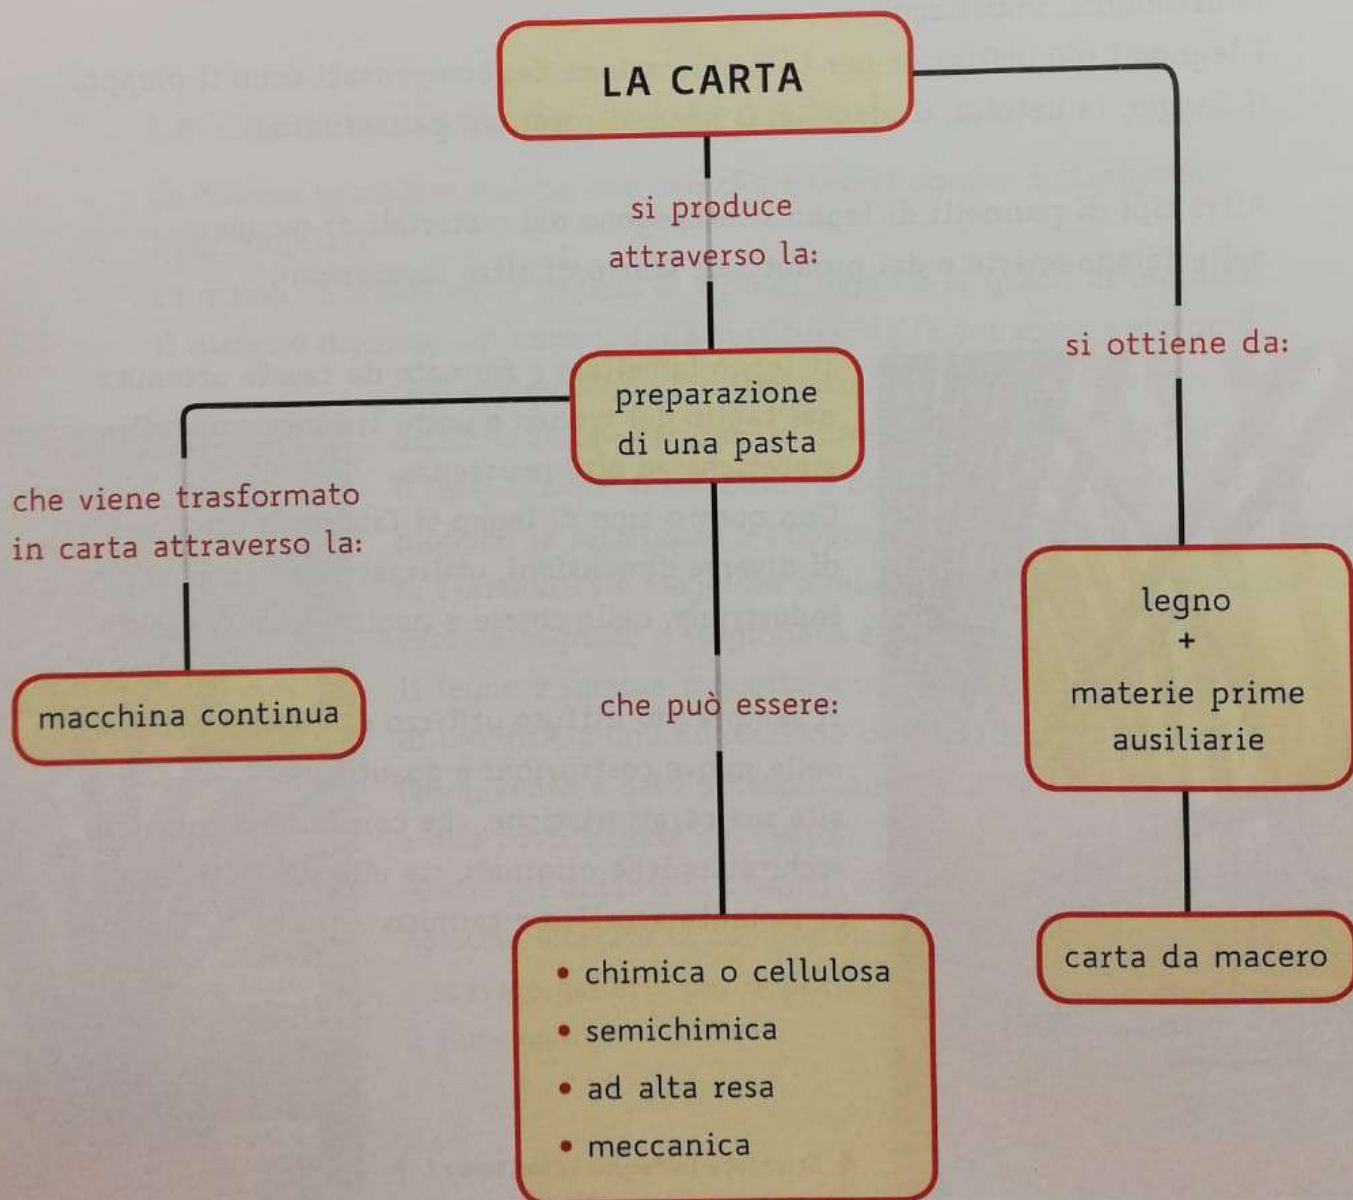 LA CARTA
si produce
attraverso la:
si ottiene da:
preparazione
di una pasta
che viene trasformato
in carta attraverso la:
legno
+
materie prime
ausiliarie
macchina continua
che può essere:
carta da macero
• chimica o cellulosa
• semichimica
• ad alta resa
• meccanica